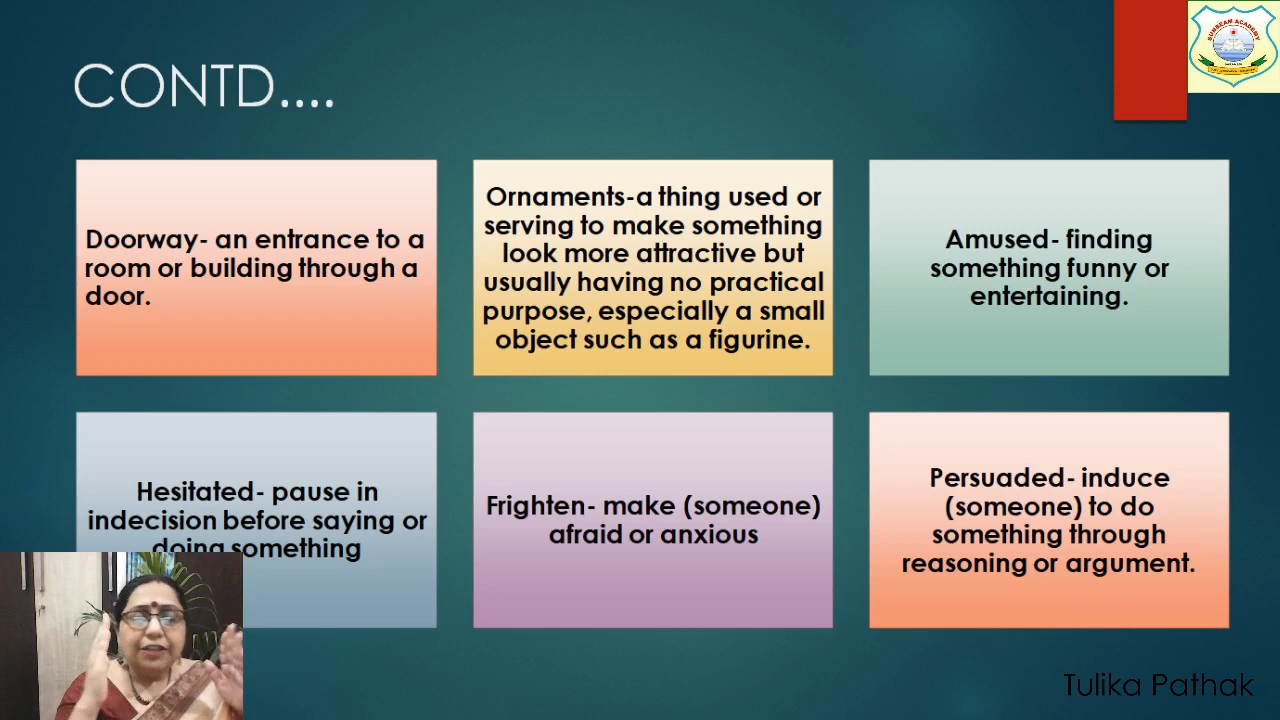 CONTD....
SUNBEAM ACADEMY
Doorway- an entrance to a
room or building through a
door.
Ornaments-a thing used or
serving to make something
look more attractive but
usually having no practical
purpose, especially a small
object such as a figurine.
Amused- finding
something funny or
entertaining.
Hesitated- pause in
indecision before saying or
doing something
Frighten- make (someone)
afraid or anxious
Persuaded- induce
(someone) to do
something through
reasoning or argument.
Tulika Pathak